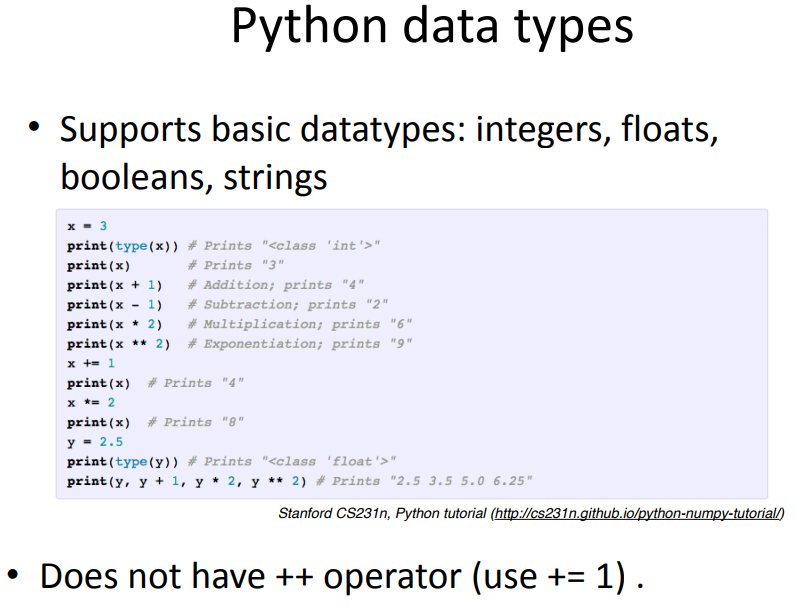 Python data types
• Supports basic datatypes: integers, floats,
booleans, strings
x = 3
print(type(x)) # Prints "<class 'int'>"
print(x)       # Prints "3"
print(x + 1)   # Addition; prints "4"
print(x - 1)   # Subtraction; prints "2"
print(x * 2)   # Multiplication; prints "6"
print(x ** 2)  # Exponentiation; prints "9"
x += 1
print(x)  # Prints "4"
x *= 2
print(x)  # Prints "8"
y = 2.5
print(type(y)) # Prints "<class 'float'>"
print(y, y + 1, y * 2, y ** 2) # Prints "2.5 3.5 5.0 6.25"
Stanford CS231n, Python tutorial (http://cs231n.github.io/python-numpy-tutorial/)
• Does not have ++ operator (use += 1) .